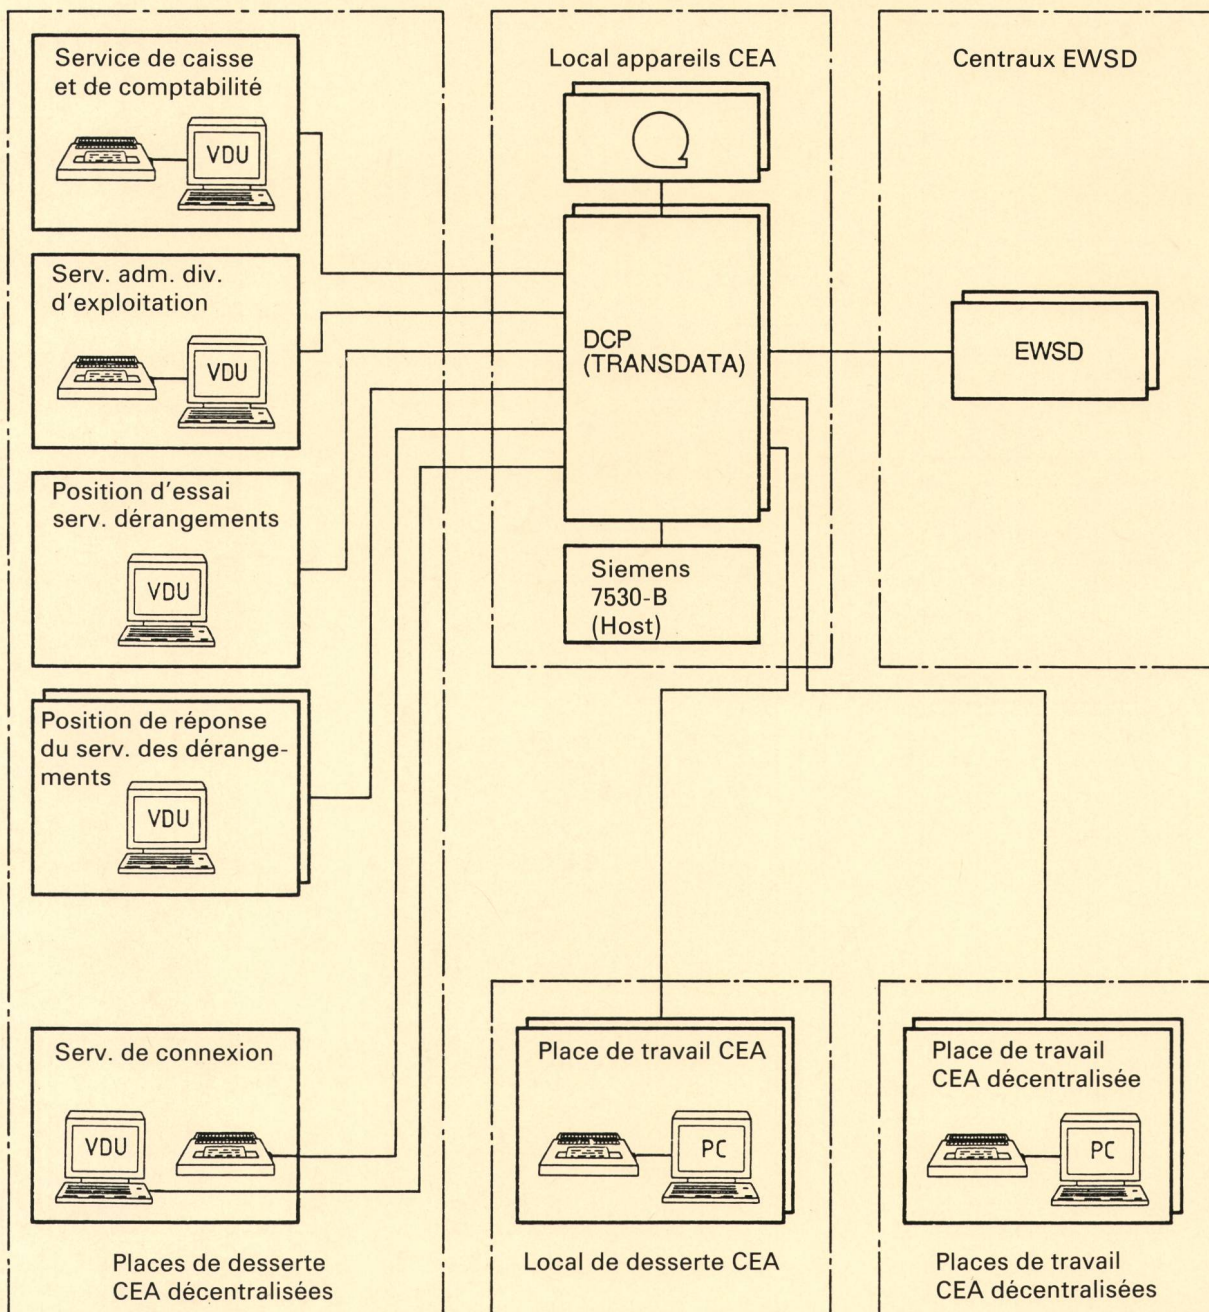 Service de caisse
et de comptabilité
VDU
Serv. adm. div.
d'exploitation
VDU
Position d'essai
serv. dérangements
VDU
Position de réponse
du serv. des dérange-
ments
VDU
Serv. de connexion
VDU
Places de desserte
CEA décentralisées
Local appareils CEA
DCP
(TRANSDATA)
Siemens
7530-B
(Host)
Centraux EWSD
EWSD
Place de travail CEA
PC
Local de desserte CEA
Place de travail
CEA décentralisée
PC
Places de travail
CEA décentralisées